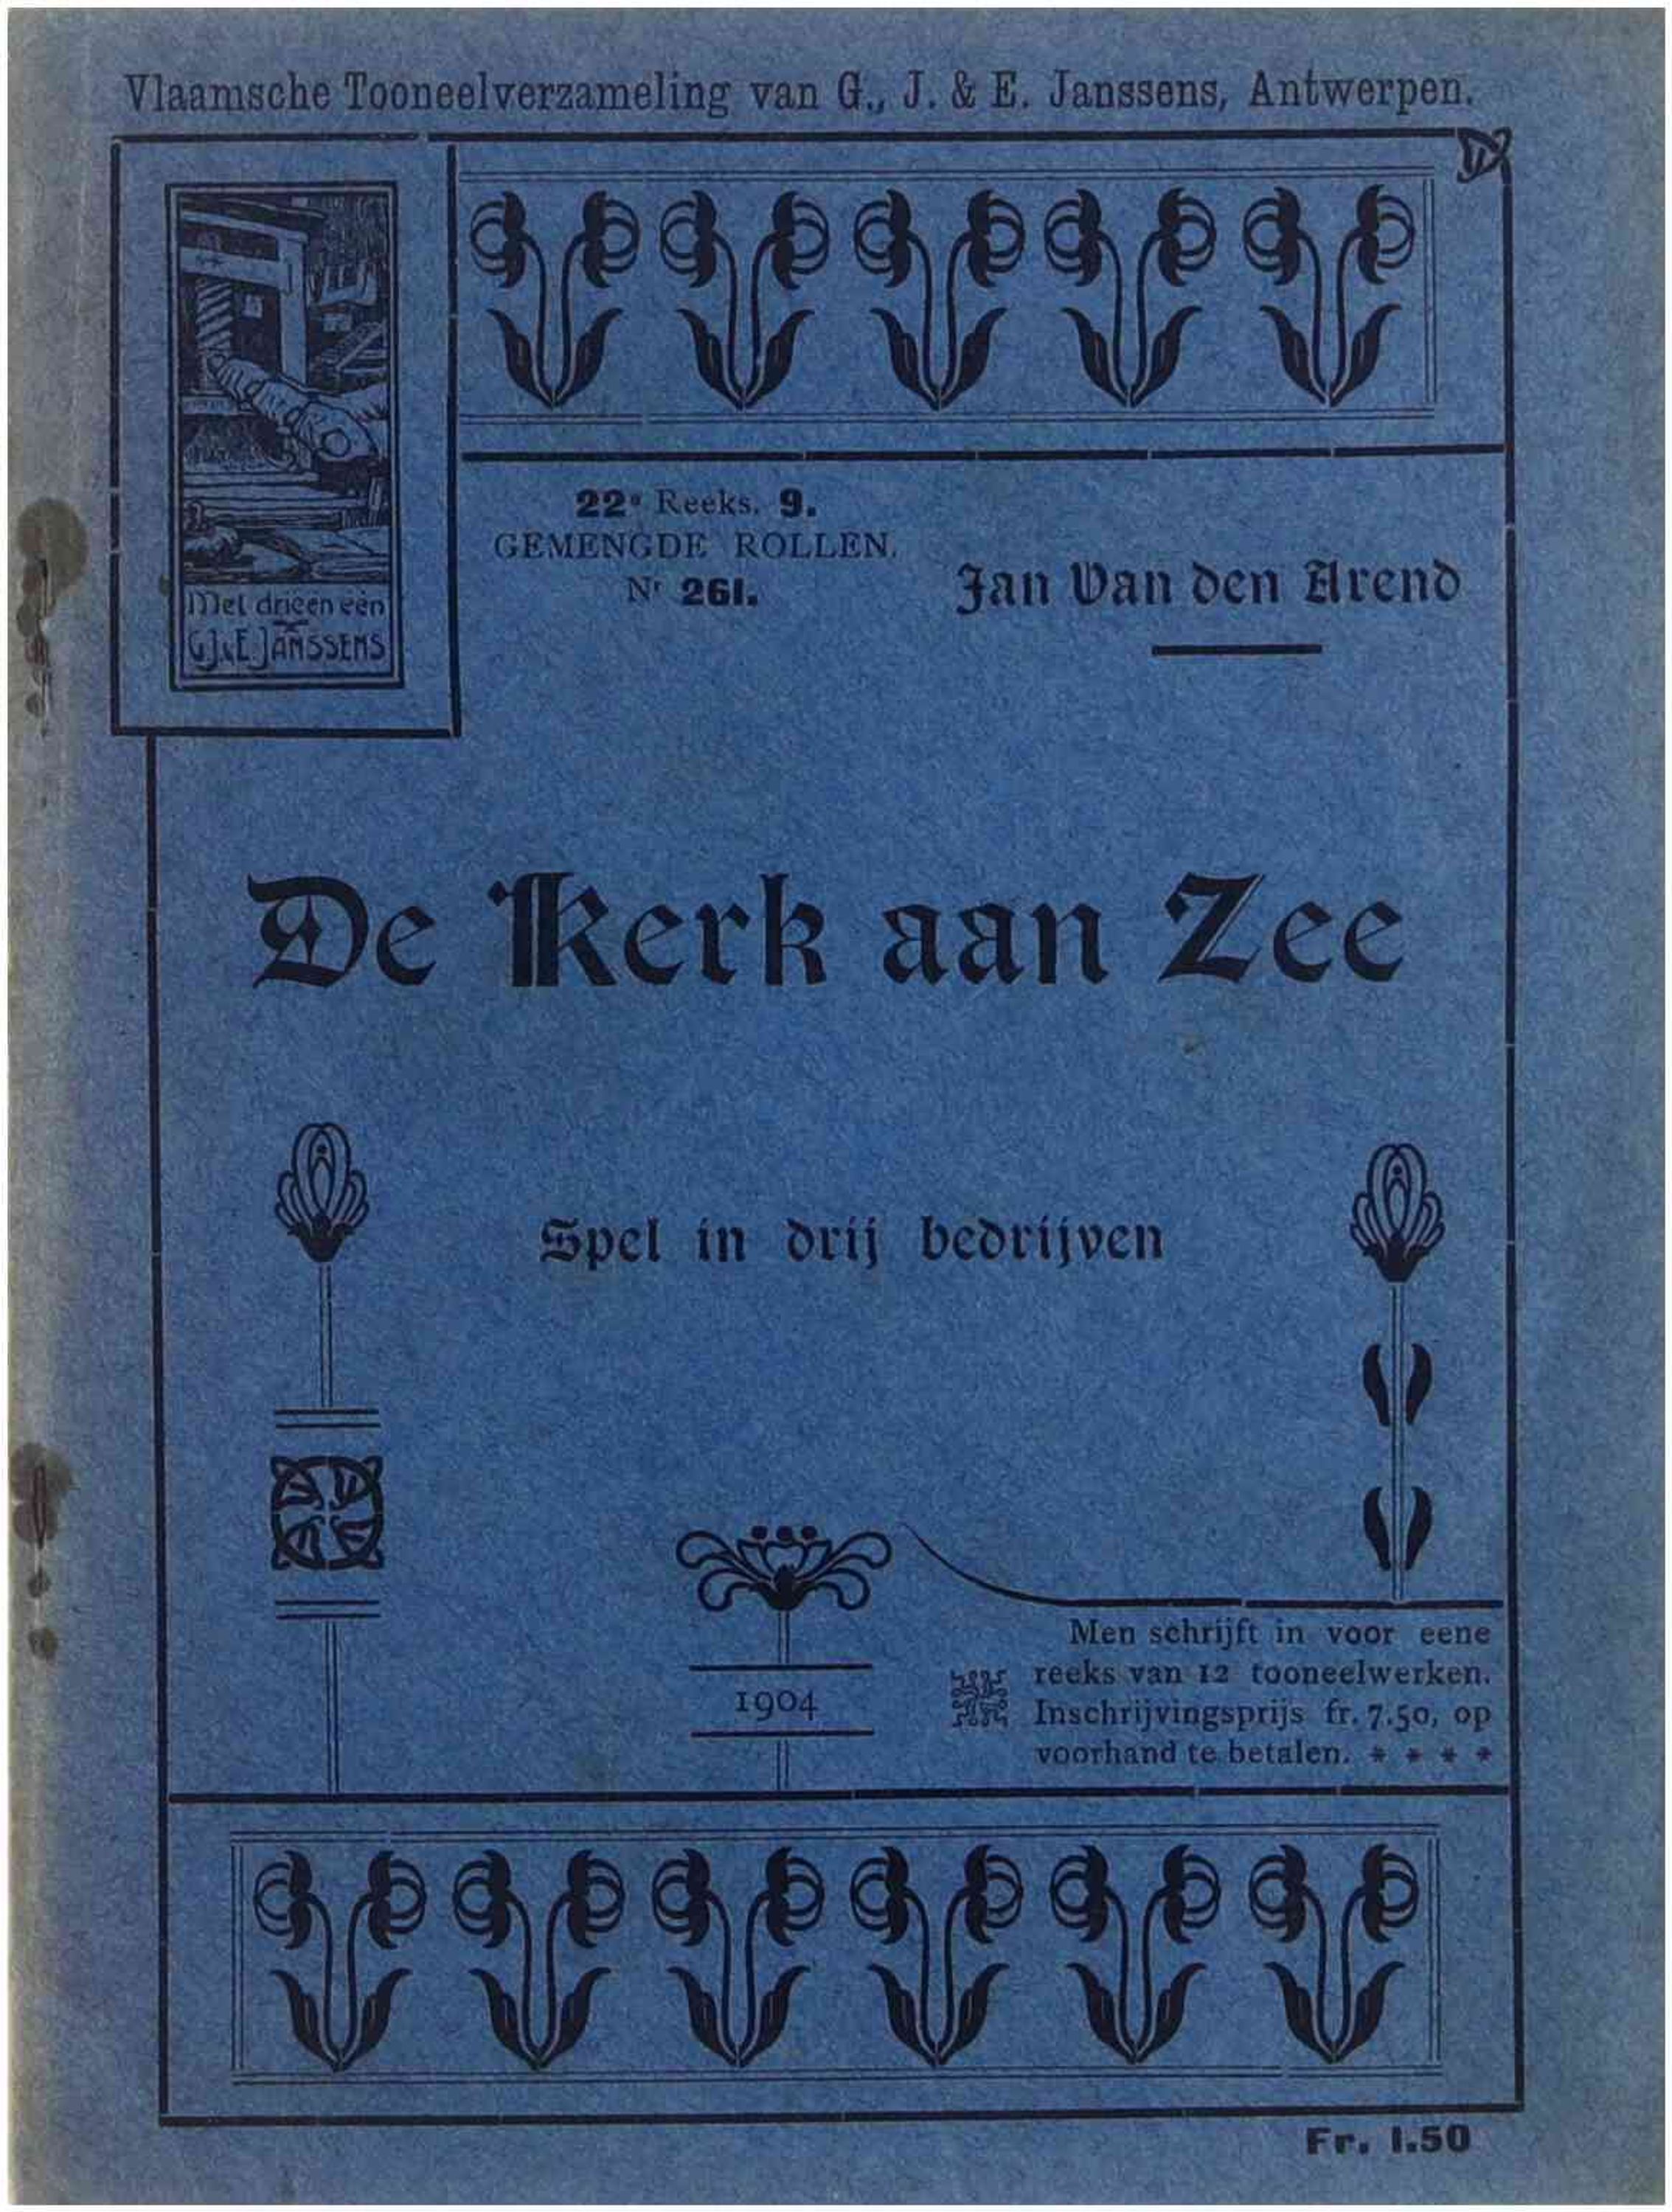 Vlaamsche Tooneelverzameling van G., J. & E. Janssens, Antwerpen.
Met drieen een
G.J.&E. JANSSENS
22e Reeks. 9.
GEMENGDE ROLLEN.
Nr 261.
Jan Van den Arend
De Kerk aan Zee
Spel in drij bedrijven
1904
Men schrijft in voor eene
reeks van 12 tooneelwerken.
Inschrijvingsprijs fr. 7.50, op
voorhand te betalen. * * * *
Fr. 1.50